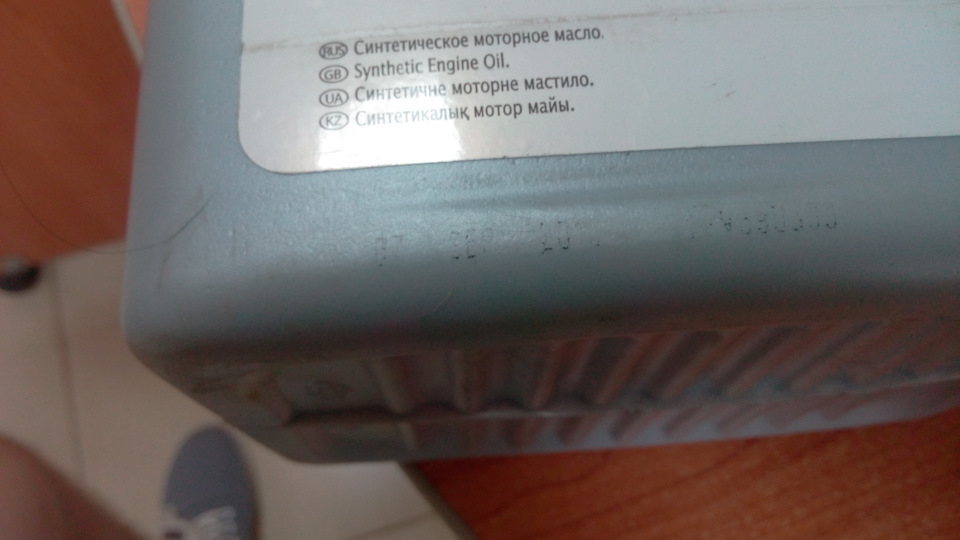 RUS Синтетическое моторное масло.
GB Synthetic Engine Oil.
UA Синтетичне моторне мастило.
KZ Синтетикалық мотор майы.